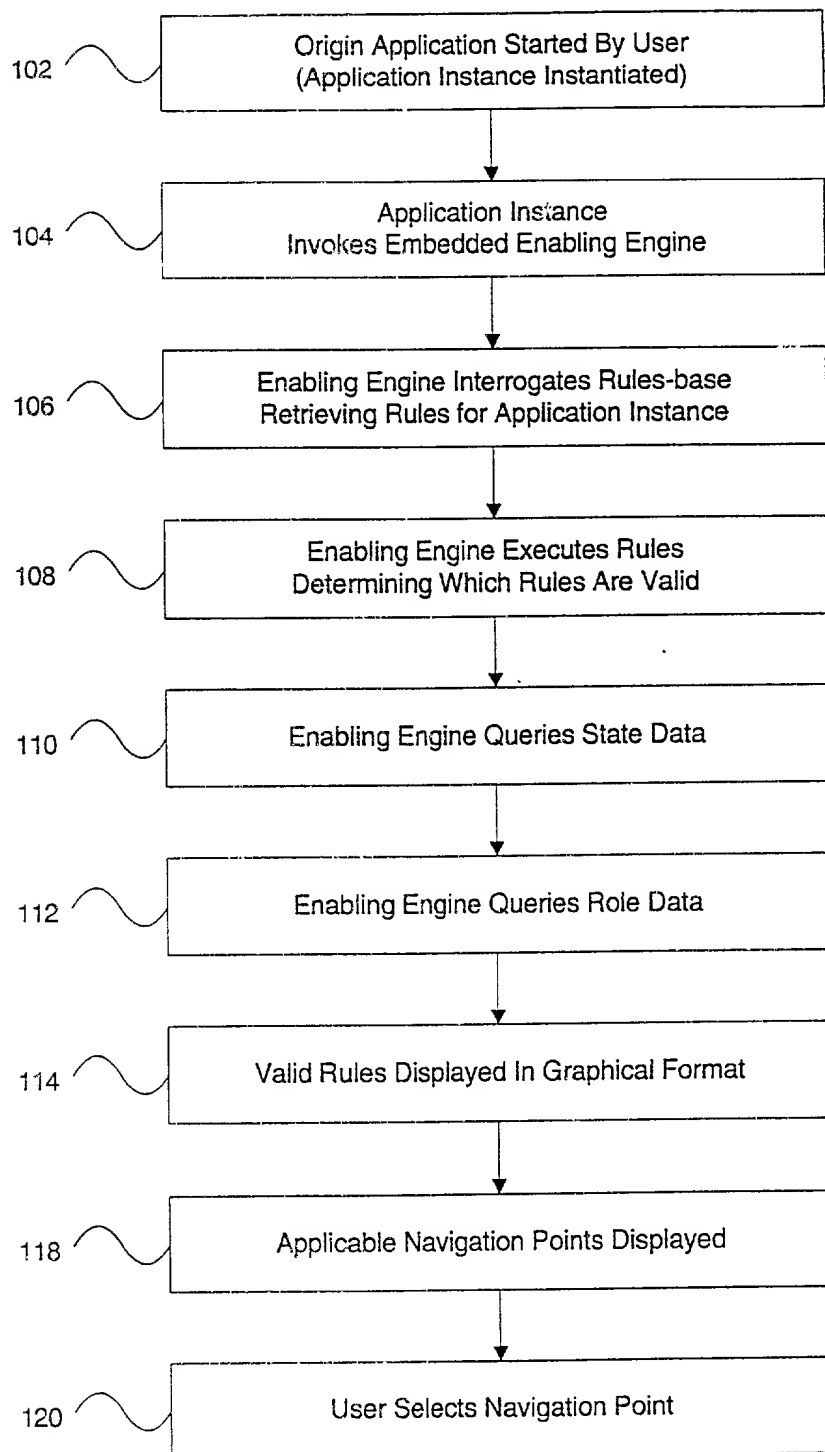 102
Origin Application Started By User
(Application Instance Instantiated)
104
Application Instance
Invokes Embedded Enabling Engine
106
Enabling Engine Interrogates Rules-base
Retrieving Rules for Application Instance
108
Enabling Engine Executes Rules
Determining Which Rules Are Valid
110
Enabling Engine Queries State Data
112
Enabling Engine Queries Role Data
114
Valid Rules Displayed In Graphical Format
118
Applicable Navigation Points Displayed
120
User Selects Navigation Point